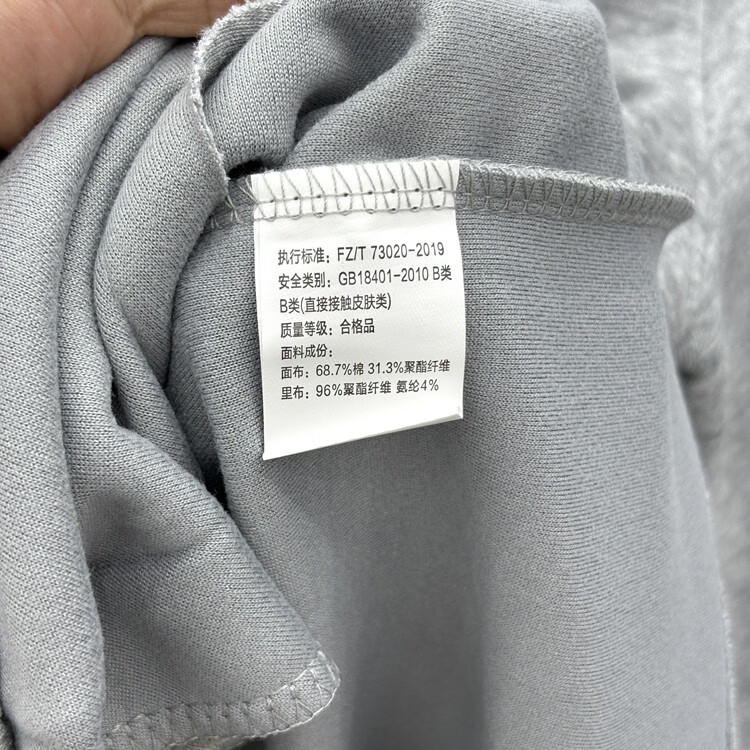 执行标准：FZ/T 73020-2019
安全类别：GB18401-2010 B类
B类(直接接触皮肤类)
质量等级：合格品
面料成份：
面布：68.7%棉 31.3%聚酯纤维
里布：96%聚酯纤维 氨纶4%